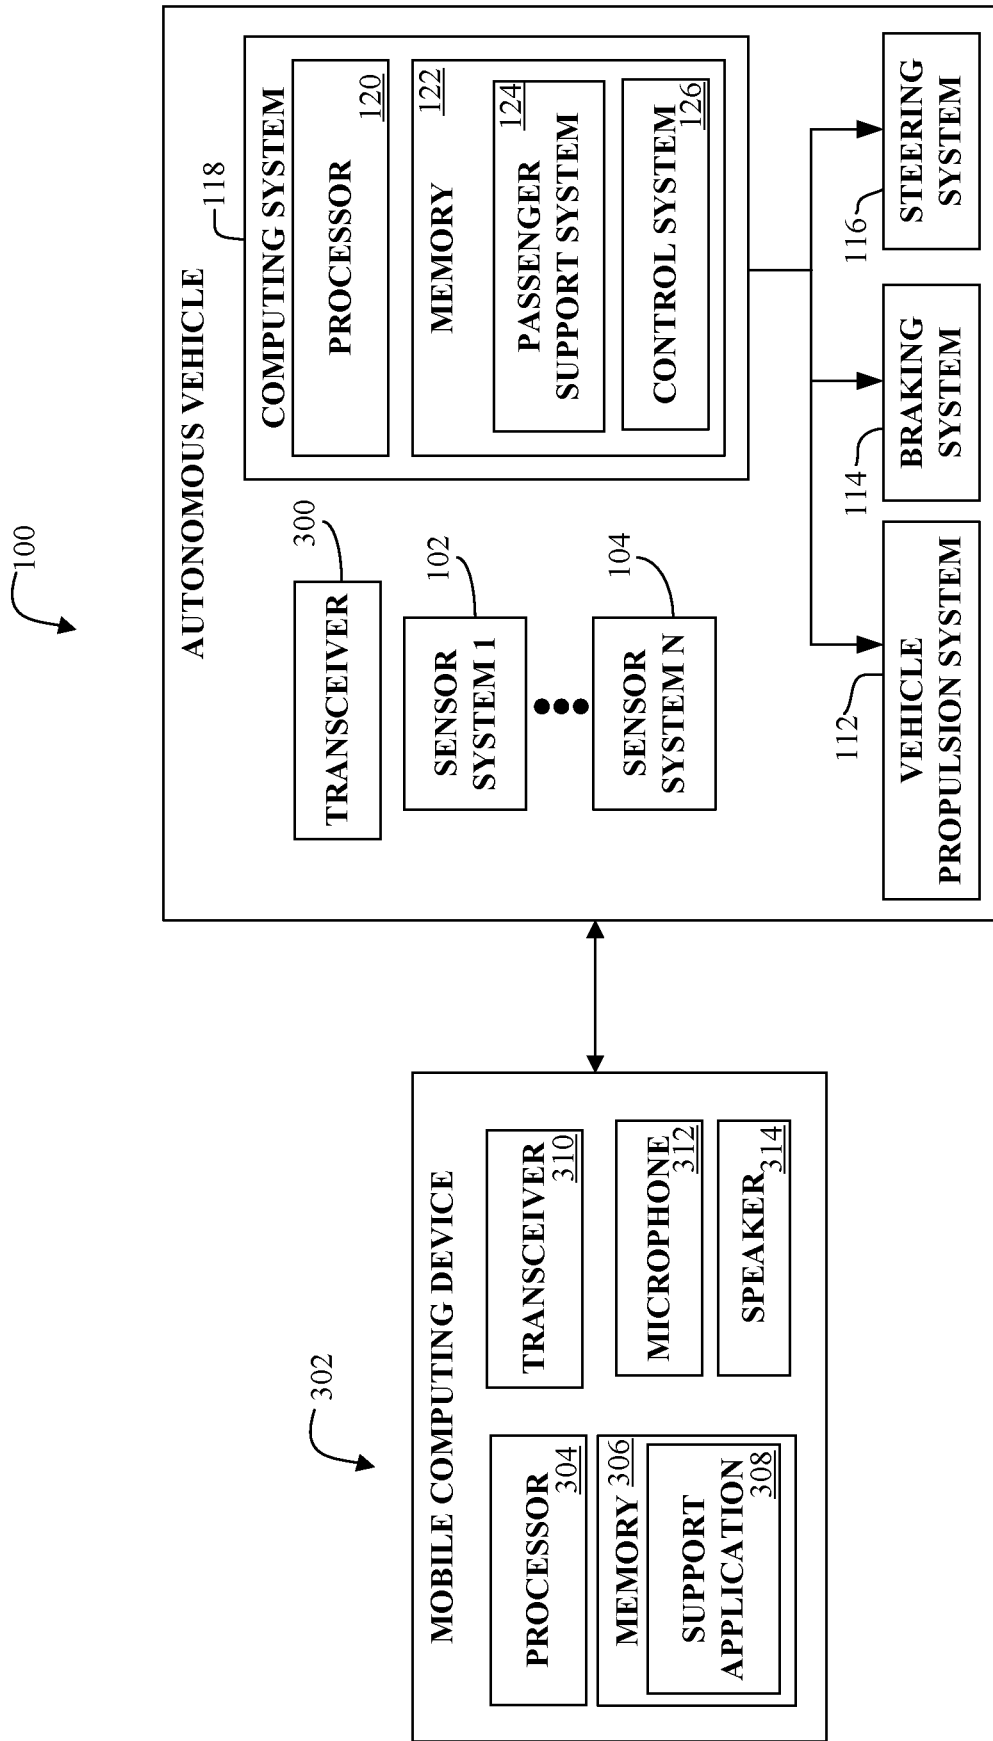 100
AUTONOMOUS VEHICLE
302
MOBILE COMPUTING DEVICE
PROCESSOR
304
MEMORY 306
SUPPORT
APPLICATION
308
TRANSCEIVER
310
MICROPHONE
312
SPEAKER
314
TRANSCEIVER
300
SENSOR
SYSTEM 1
102
SENSOR
SYSTEM N
104
118
COMPUTING SYSTEM
PROCESSOR
120
MEMORY
122
PASSENGER
SUPPORT SYSTEM
124
CONTROL SYSTEM
126
112
VEHICLE
PROPULSION SYSTEM
114
BRAKING
SYSTEM
116
STEERING
SYSTEM